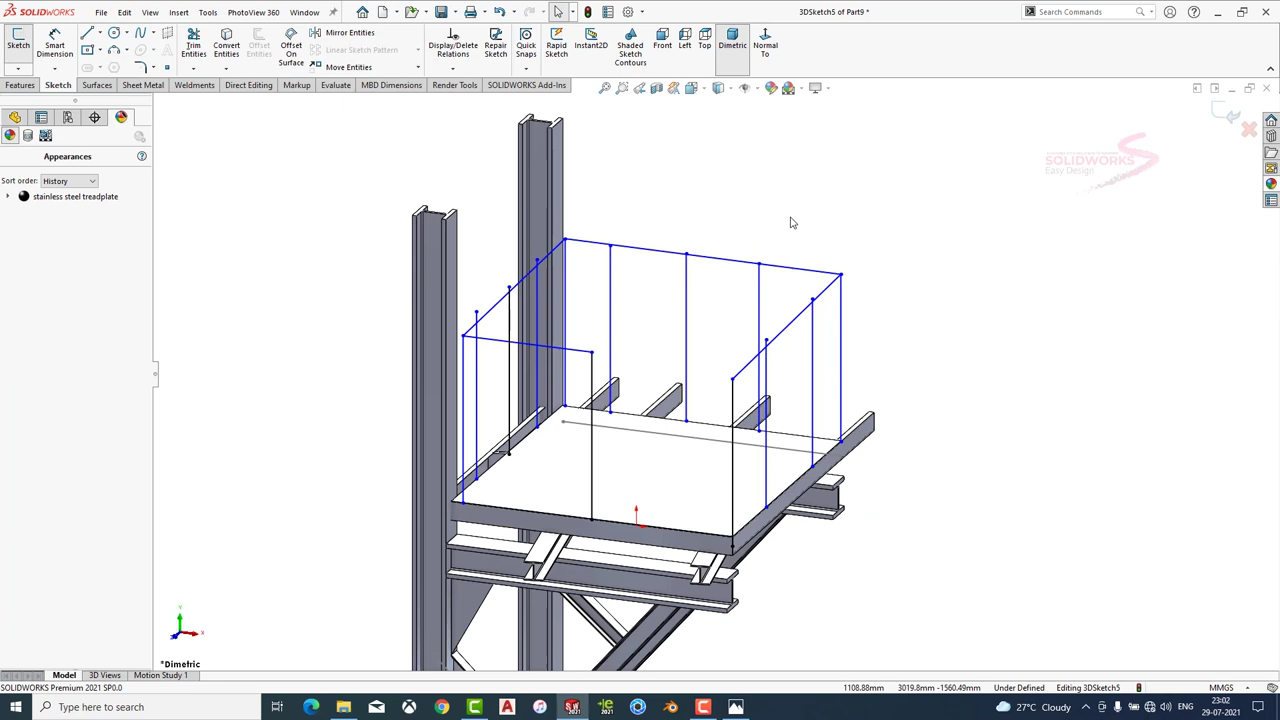 SOLIDWORKS
File Edit View Insert Tools PhotoView 360 Window
3DSketch5 of Part9 *
Search Commands
Sketch
Smart Dimension
Trim Entities
Convert Entities
Offset Entities
Offset On Surface
Mirror Entities
Linear Sketch Pattern
Move Entities
Display/Delete Relations
Repair Sketch
Quick Snaps
Rapid Sketch
Instant2D
Shaded Sketch Contours
Front
Left
Top
Dimetric
Normal To
Features Sketch Surfaces Sheet Metal Weldments Direct Editing Markup Evaluate MBD Dimensions Render Tools SOLIDWORKS Add-Ins
Appearances
Sort order: History
stainless steel treadplate
SOLIDWORKS
Easy Design
Y
X
*Dimetric
Model 3D Views Motion Study 1
SOLIDWORKS Premium 2021 SP0.0
1108.88mm 3019.8mm -1560.49mm Under Defined Editing 3DSketch5 MMGS
Type here to search
27°C Cloudy
ENG
23:02
29-07-2021